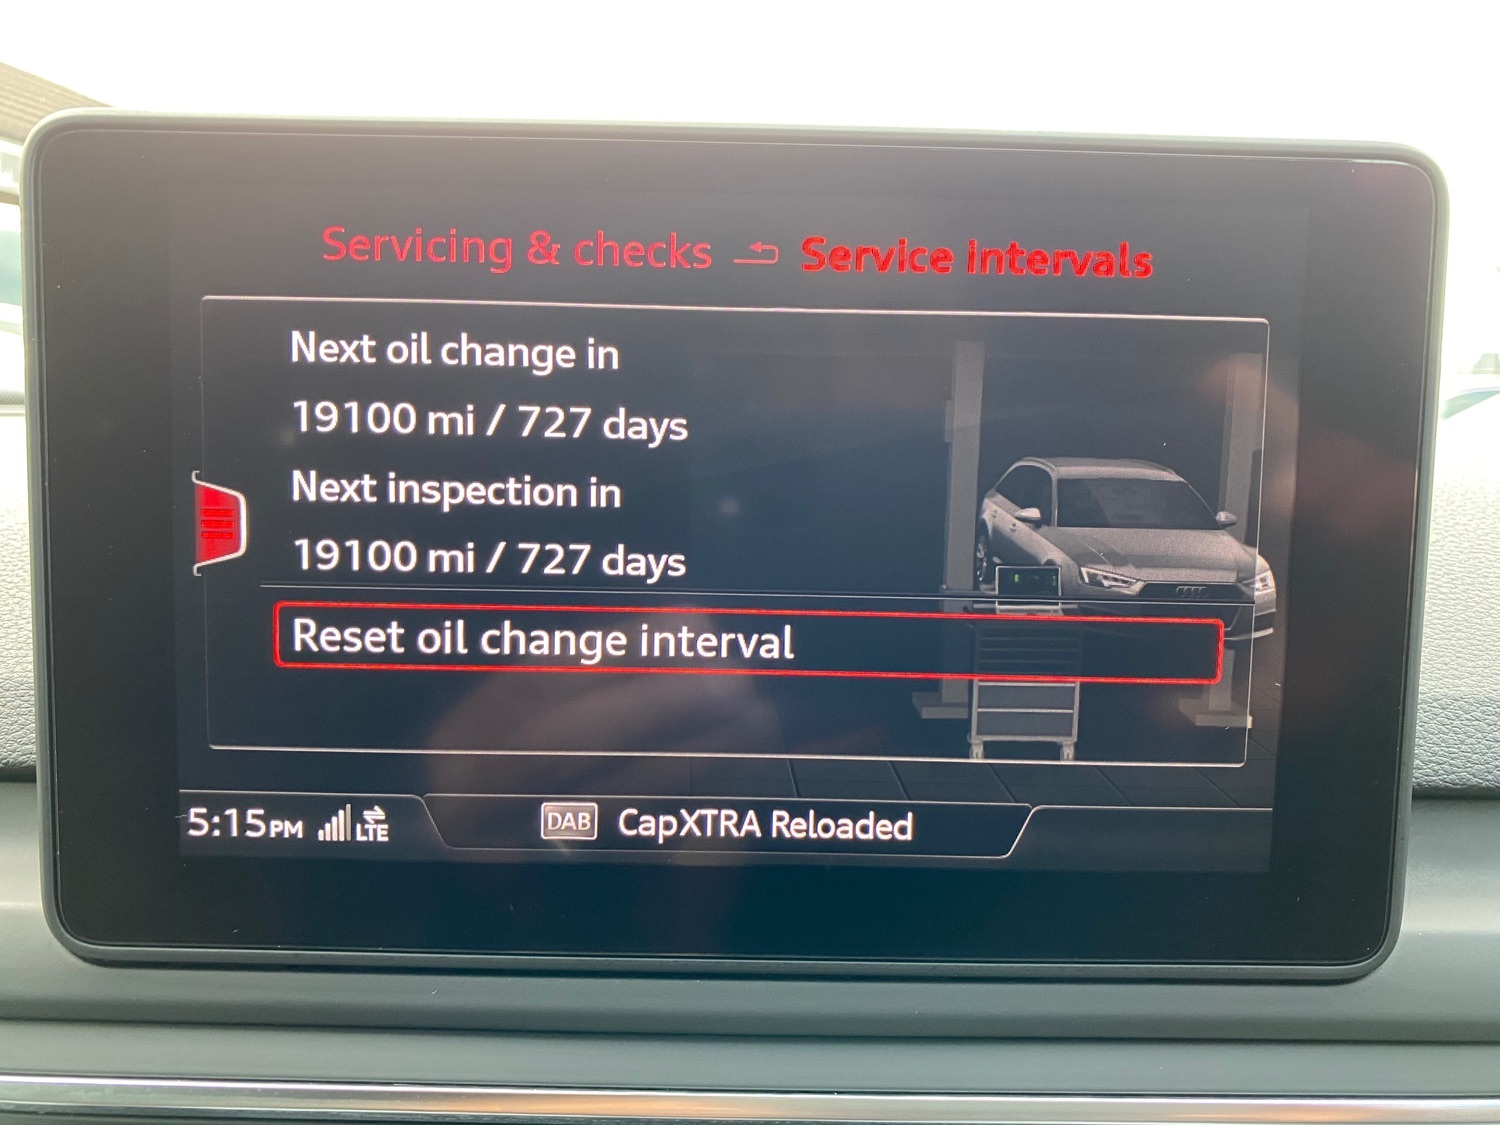 Servicing & checks Service intervals
Next oil change in
19100 mi / 727 days
Next inspection in
19100 mi / 727 days
Reset oil change interval
5:15PM LTE DAB CapXTRA Reloaded